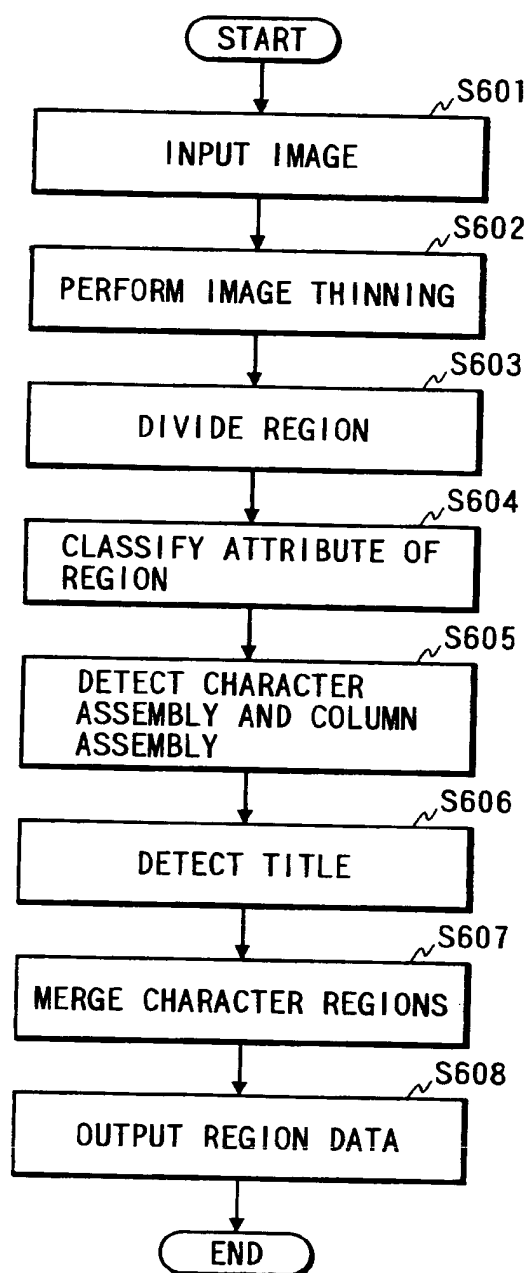 START
S601
INPUT IMAGE
S602
PERFORM IMAGE THINNING
S603
DIVIDE REGION
S604
CLASSIFY ATTRIBUTE OF
REGION
S605
DETECT CHARACTER
ASSEMBLY AND COLUMN
ASSEMBLY
S606
DETECT TITLE
S607
MERGE CHARACTER REGIONS
S608
OUTPUT REGION DATA
END